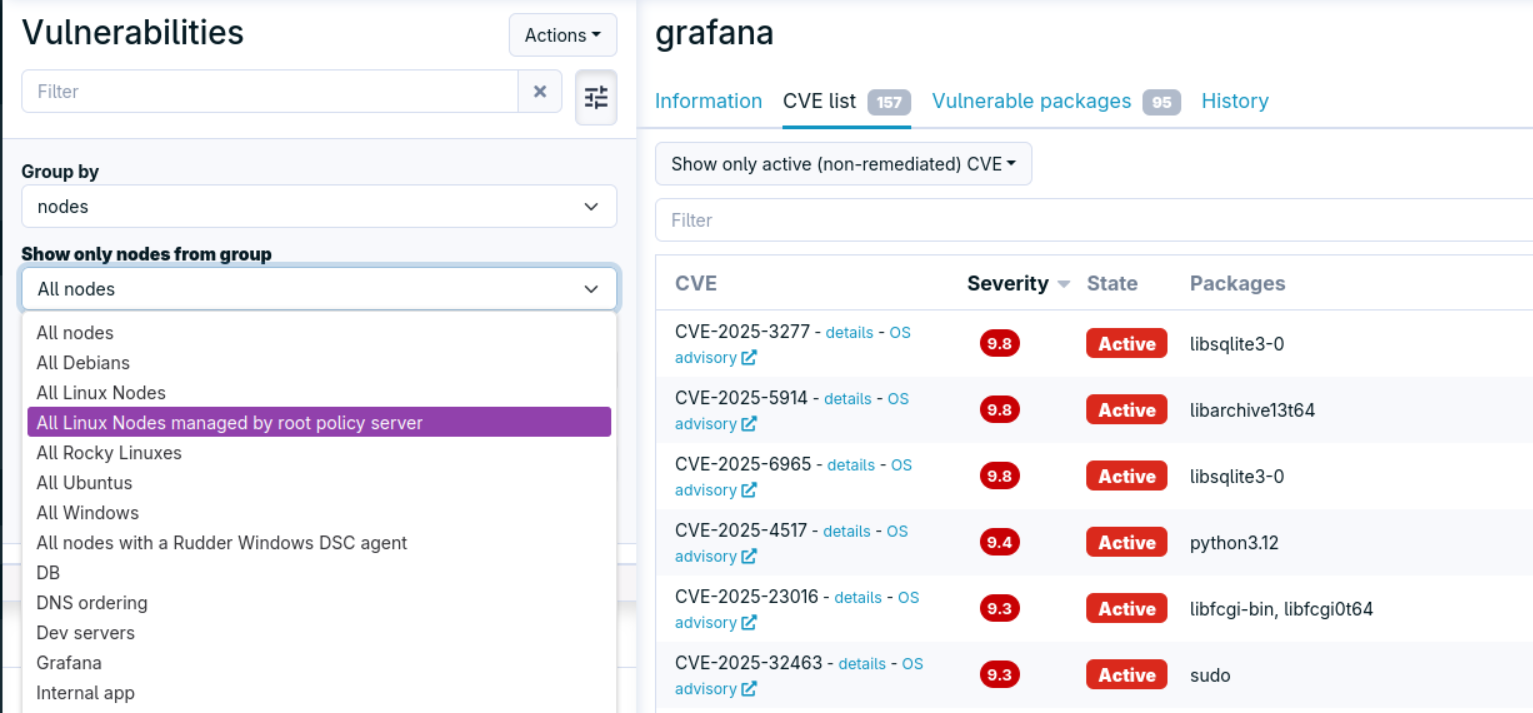 Vulnerabilities
Actions
Filter
Group by
nodes
Show only nodes from group
All nodes
All nodes
All Debians
All Linux Nodes
All Linux Nodes managed by root policy server
All Rocky Linuxes
All Ubuntus
All Windows
All nodes with a Rudder Windows DSC agent
DB
DNS ordering
Dev servers
Grafana
Internal app
grafana
Information CVE list 157 Vulnerable packages 95 History
Show only active (non-remediated) CVE
Filter
CVE Severity State Packages
CVE-2025-3277 - details - OS
advisory
9.8 Active libsqlite3-0
CVE-2025-5914 - details - OS
advisory
9.8 Active libarchive13t64
CVE-2025-6965 - details - OS
advisory
9.8 Active libsqlite3-0
CVE-2025-4517 - details - OS
advisory
9.4 Active python3.12
CVE-2025-23016 - details - OS
advisory
9.3 Active libfcgi-bin, libfcgi0t64
CVE-2025-32463 - details - OS
advisory
9.3 Active sudo